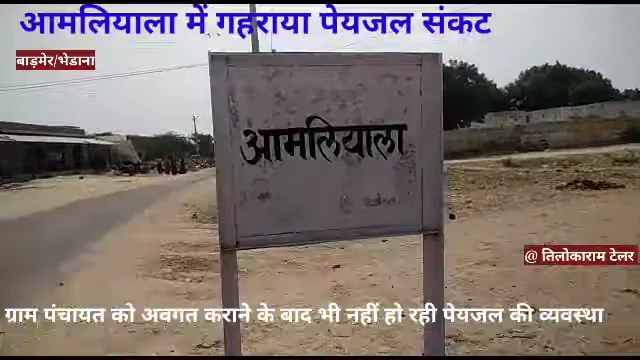 आमलियाला में गहराया पेयजल संकट
बाड़मेर/भेडाना
आमलियाला
@ तिलोकाराम टेलर
ग्राम पंचायत को अवगत कराने के बाद भी नहीं हो रही पेयजल की व्यवस्था